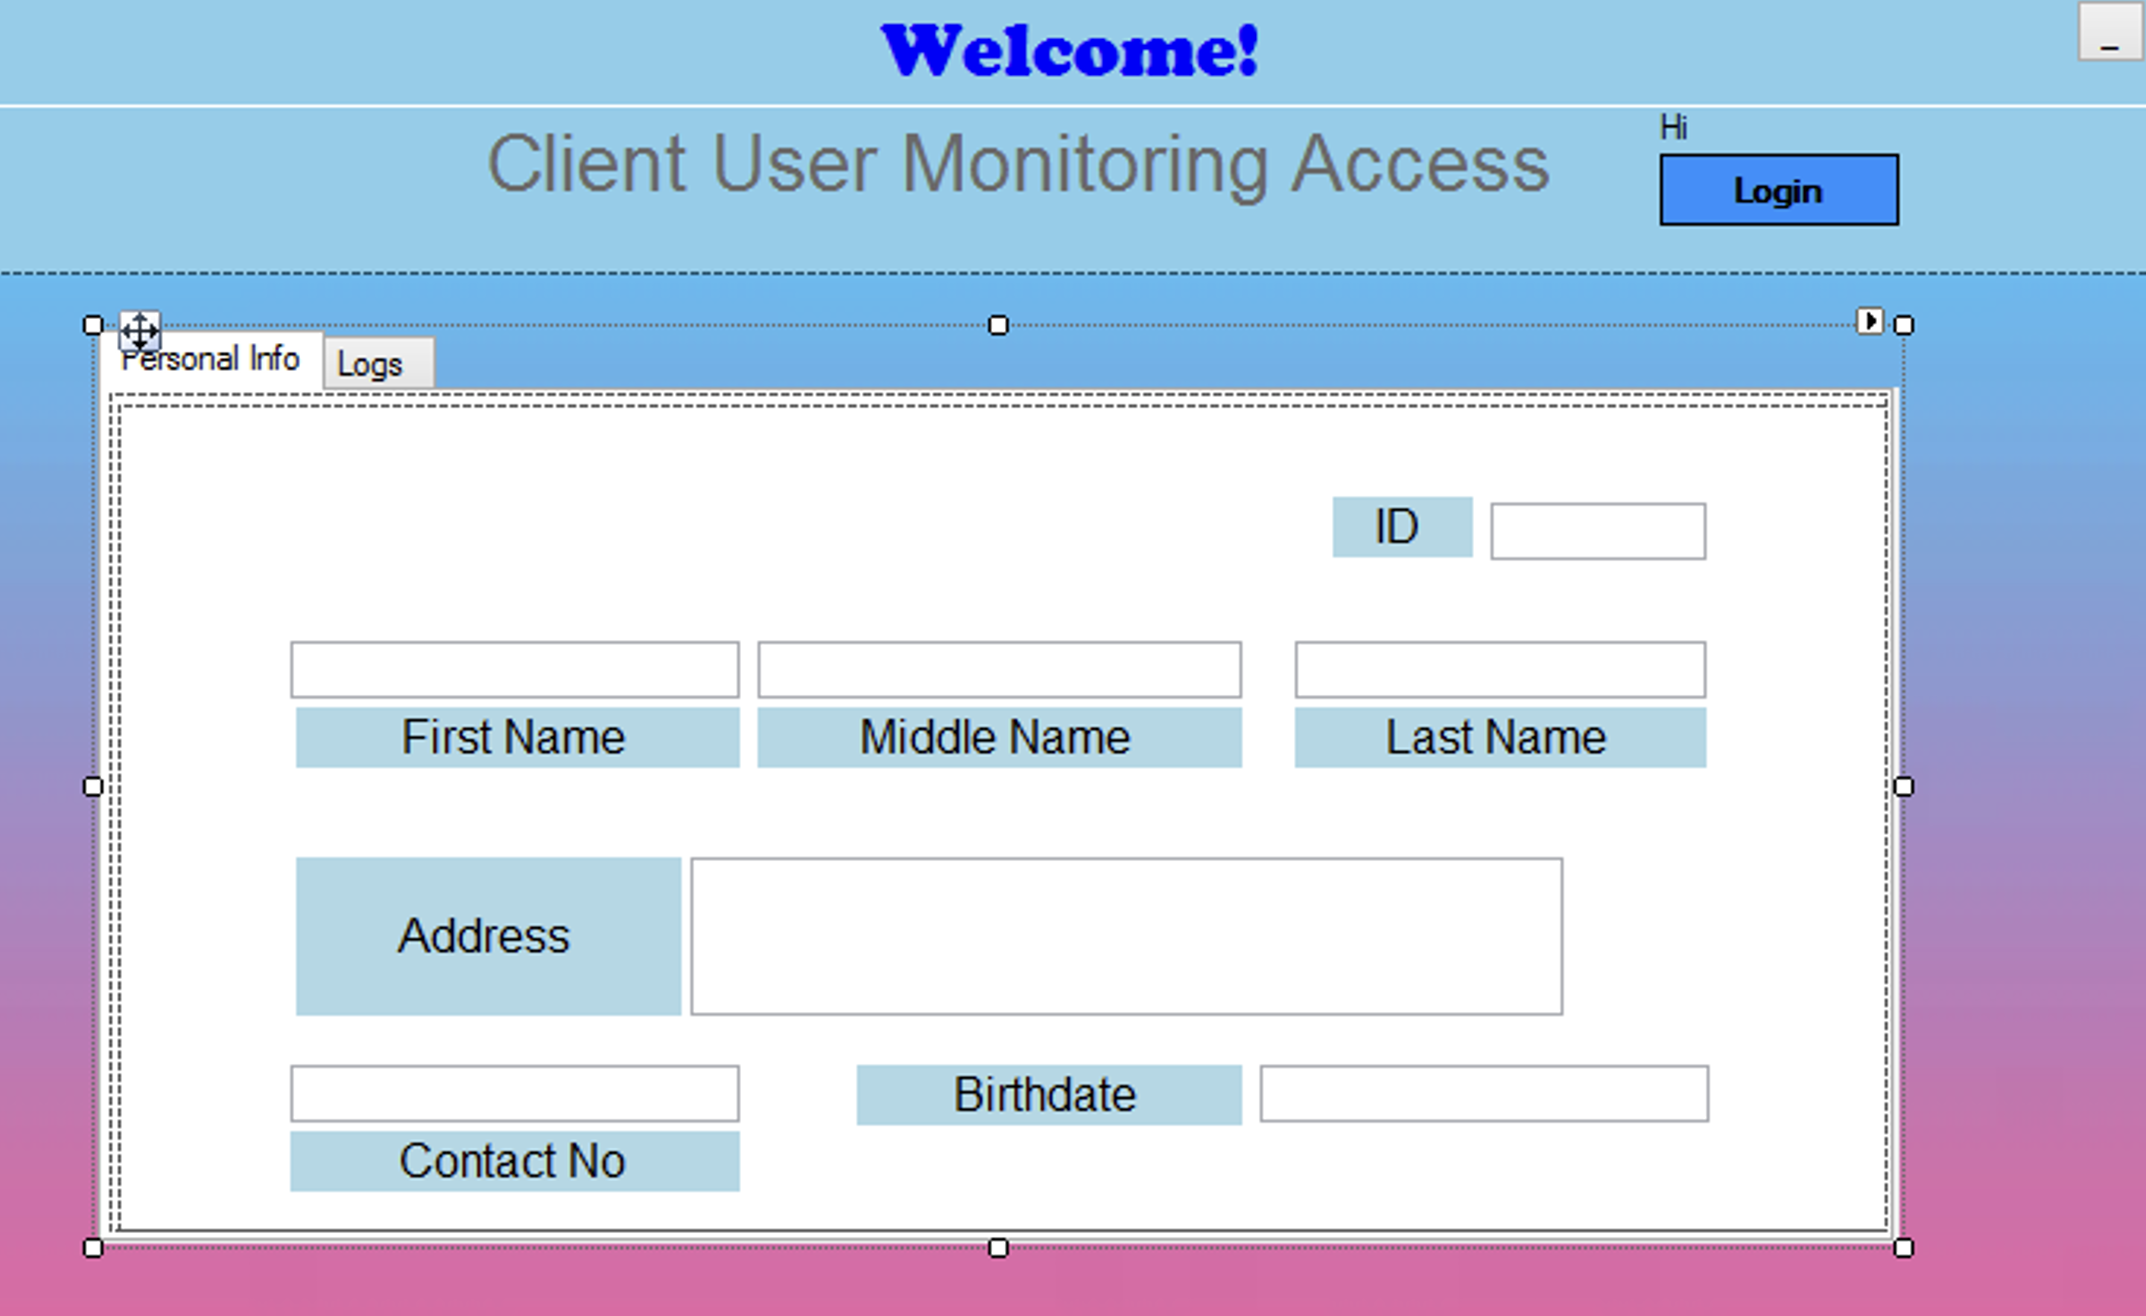 Welcome!
_
Client User Monitoring Access
Hi
Login
Personal Info
Logs
ID
First Name
Middle Name
Last Name
Address
Birthdate
Contact No